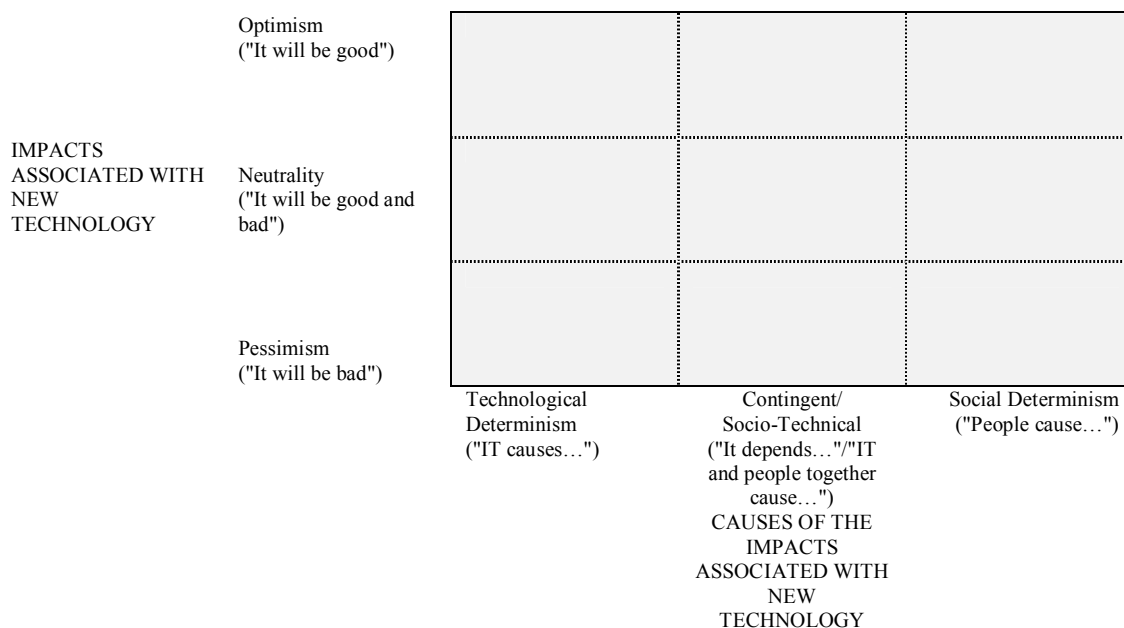 Optimism
("It will be good")
IMPACTS
ASSOCIATED WITH
NEW
TECHNOLOGY
Neutrality
("It will be good and
bad")
Pessimism
("It will be bad")
Technological
Determinism
("IT causes…")
Contingent/
Socio-Technical
("It depends…"/"IT
and people together
cause…")
CAUSES OF THE
IMPACTS
ASSOCIATED WITH
NEW
TECHNOLOGY
Social Determinism
("People cause…")